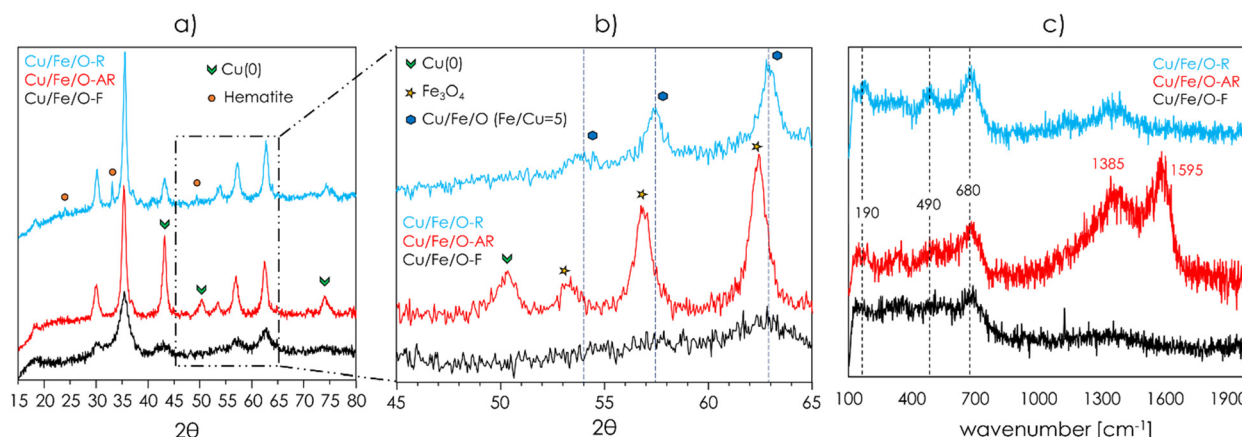 a)
Cu/Fe/O-R
Cu/Fe/O-AR
Cu/Fe/O-F
Cu(0)
Hematite
15 20 25 30 35 40 45 50 55 60 65 70 75 80
2θ
b)
Cu(0)
Fe₃O₄
Cu/Fe/O (Fe/Cu=5)
Cu/Fe/O-R
Cu/Fe/O-AR
Cu/Fe/O-F
45 50 55 60 65
2θ
c)
Cu/Fe/O-R
Cu/Fe/O-AR
Cu/Fe/O-F
1385
1595
190
490
680
100 400 700 1000 1300 1600 1900
wavenumber [cm⁻¹]